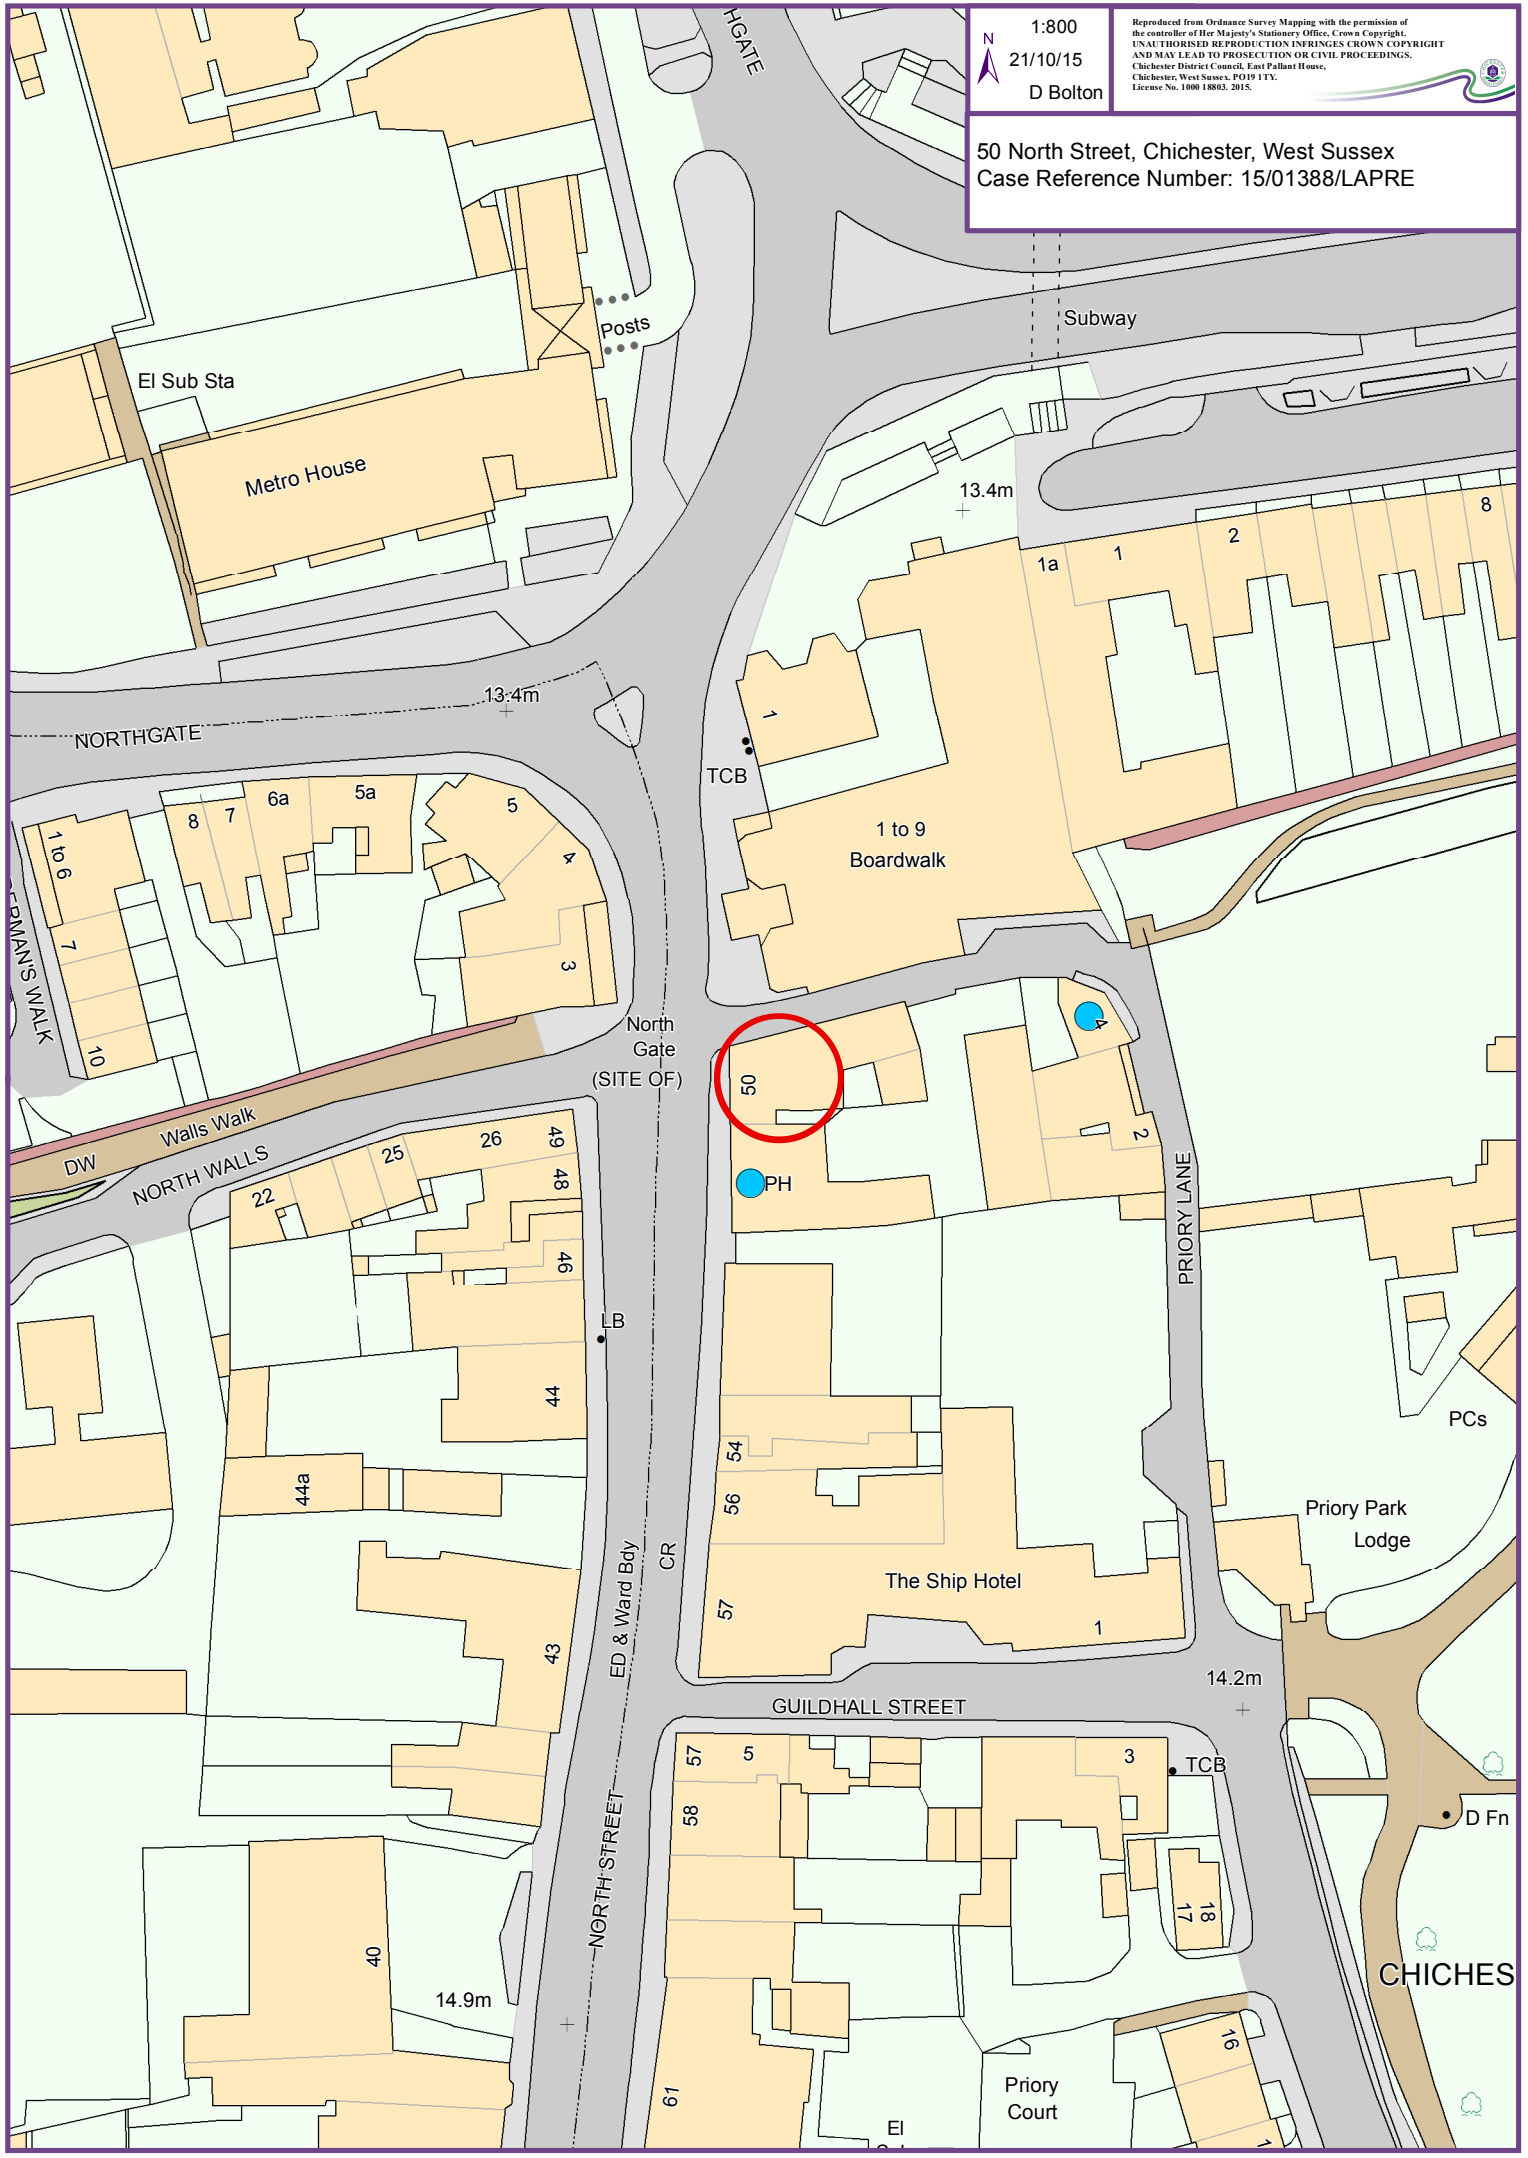 1:800
21/10/15
D Bolton
N
Reproduced from Ordnance Survey Mapping with the permission of
the controller of Her Majesty's Stationery Office, Crown Copyright.
UNAUTHORISED REPRODUCTION INFRINGES CROWN COPYRIGHT
AND MAY LEAD TO PROSECUTION OR CIVIL PROCEEDINGS.
Chichester District Council, East Pallant House,
Chichester, West Sussex. PO19 1TY.
License No. 1000 18803. 2015.
50 North Street, Chichester, West Sussex
Case Reference Number: 15/01388/LAPRE
HGATE
Subway
Posts
El Sub Sta
Metro House
13.4m
8
2
1
1a
13.4m
NORTHGATE
1
TCB
5a
6a
7
8
5
4
3
1 to 6
7
10
ERMAN'S WALK
1 to 9
Boardwalk
North
Gate
(SITE OF)
50
4
2
PH
Walls Walk
DW
NORTH WALLS
22
25
26
49
48
46
PRIORY LANE
LB
44
44a
54
56
PCs
Priory Park
Lodge
ED & Ward Bdy
CR
57
The Ship Hotel
1
43
14.2m
GUILDHALL STREET
57
5
58
3
TCB
D Fn
NORTH STREET
17
18
40
14.9m
CHICHES
16
61
Priory
Court
El
1